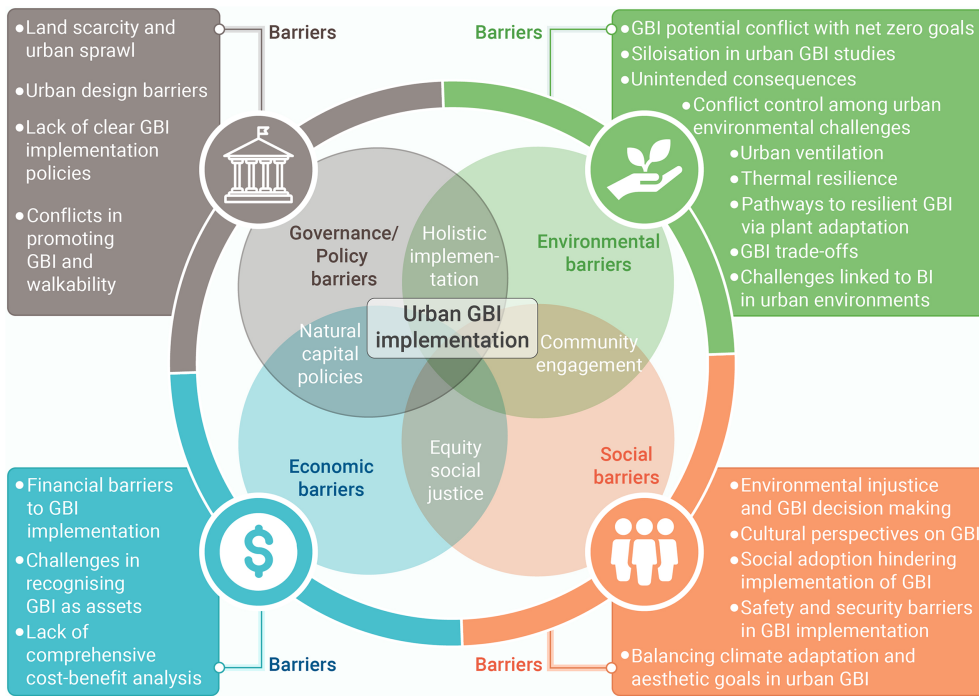 • Land scarcity and
urban sprawl
• Urban design barriers
• Lack of clear GBI
implementation
policies
• Conflicts in
promoting
GBI and
walkability
Barriers
Barriers
• GBI potential conflict with net zero goals
• Siloisation in urban GBI studies
• Unintended consequences
• Conflict control among urban
environmental challenges
• Urban ventilation
• Thermal resilience
• Pathways to resilient GBI
via plant adaptation
• GBI trade-offs
• Challenges linked to BI
in urban environments
Governance/
Policy
barriers
Holistic
implemen-
tation
Environmental
barriers
Urban GBI
implementation
Natural
capital
policies
Community
engagement
Economic
barriers
Equity
social
justice
Social
barriers
• Financial barriers
to GBI
implementation
• Challenges in
recognising
GBI as assets
• Lack of
comprehensive
cost-benefit analysis
$
Barriers
Barriers
• Environmental injustice
and GBI decision making
• Cultural perspectives on GBI
• Social adoption hindering
implementation of GBI
• Safety and security barriers
in GBI implementation
• Balancing climate adaptation and
aesthetic goals in urban GBI